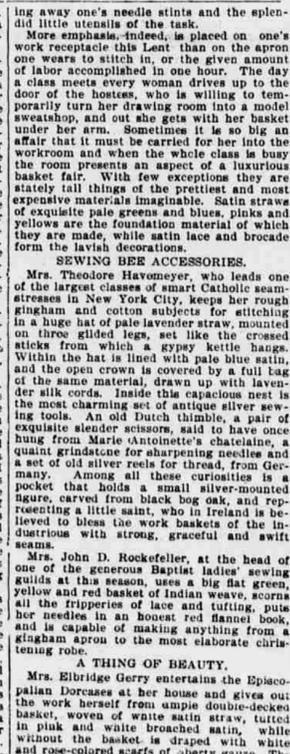 ing away one's needle stints and the splen-
did little utensils of the task.
More emphasis, indeed, is placed on one's
work receptacle this Lent than on the apron
one wears to stitch in, or the given amount
of labor accomplished in one hour. The day
a class meets every woman drives up to the
door of the hostess, who is willing to tem-
porarily turn her drawing room into a model
sweatshop, and out she gets with her basket
under her arm. Sometimes it is so big an
affair that it must be carried for her into the
workroom and when the whole class is busy
the room presents an aspect of a luxurious
basket fair. With few exceptions they are
stately tall things of the prettiest and most
expensive materials imaginable. Satin straws
of exquisite pale greens and blues, pinks and
yellows are the foundation material of which
they are made, while satin lace and brocade
form the lavish decorations.
SEWING BEE ACCESSORIES.
Mrs. Theodore Havomeyer, who leads one
of the largest classes of smart Catholic seam-
stresses in New York City, keeps her rough
gingham and cotton subjects for stitching
in a huge hat of pale lavender straw, mounted
on three gilded legs, set like the crossed
sticks from which a gypsy kettle hangs.
Within the hat is lined with pale blue satin,
and the open crown is covered by a full bag
of the same material, drawn up with laven-
der silk cords. Inside this capacious nest is
the most charming set of antique silver sew-
ing tools. An old Dutch thimble, a pair of
exquisite slender scissors, said to have once
hung from Marie Antoinette's chatelaine, a
quaint grindstone for sharpening needles and
a set of old silver reels for thread, from Ger-
many. Among all these curiosities is a
pocket that holds a small silver-mounted
figure, carved from black bog oak, and rep-
resenting a little saint, who in Ireland is be-
lieved to bless the work baskets of the in-
dustrious with strong, graceful and swift
seams.
Mrs. John D. Rockefeller, at the head of
one of the generous Baptist ladies' sewing
guilds at this season, uses a big flat green,
yellow and red basket of Indian weave, scorns
all the fripperies of lace and tufting, puts
her needles in an honest red flannel book,
and is capable of making anything from a
gingham apron to the most elaborate chris-
tening robe.
A THING OF BEAUTY.
Mrs. Elbridge Gerry entertains the Episco-
palian Dorcases at her house and gives out
the work herself from ample double-decked
basket, woven of white satin straw, tufted
in pink and white broached satin, while
without the basket is draped with white
and rose-colored scarfs of